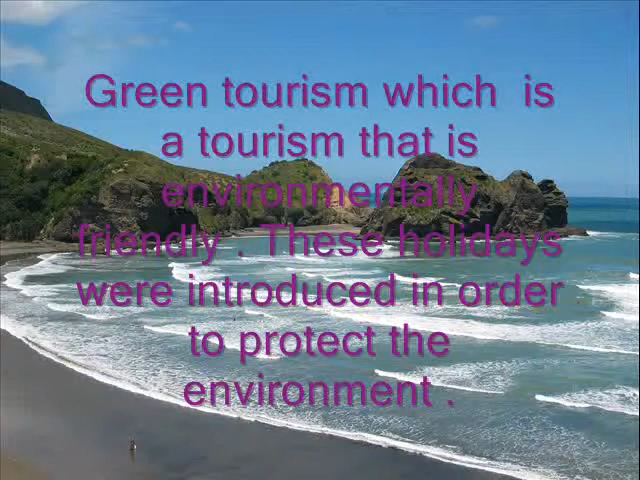 Green tourism which  is
a tourism that is
environmentally
friendly . These holidays
were introduced in order
to protect the
environment .